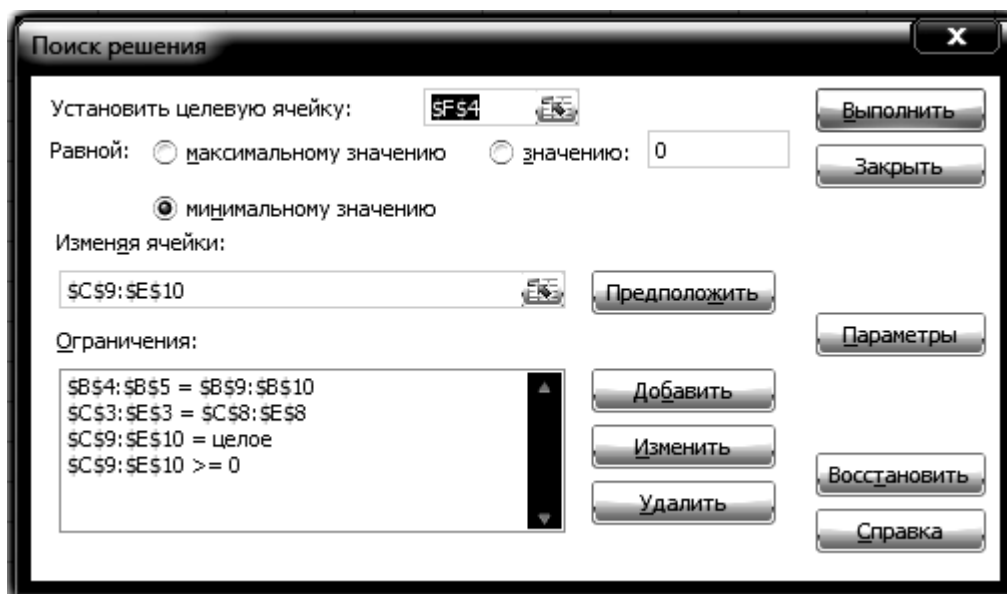 Поиск решения
x
Установить целевую ячейку: $F$4
Выполнить
Равной: максимальному значению значению: 0
Закрыть
минимальному значению
Изменяя ячейки:
$C$9:$E$10
Предположить
Параметры
Ограничения:
$B$4:$B$5 = $B$9:$B$10
$C$3:$E$3 = $C$8:$E$8
$C$9:$E$10 = целое
$C$9:$E$10 >= 0
Добавить
Изменить
Удалить
Восстановить
Справка